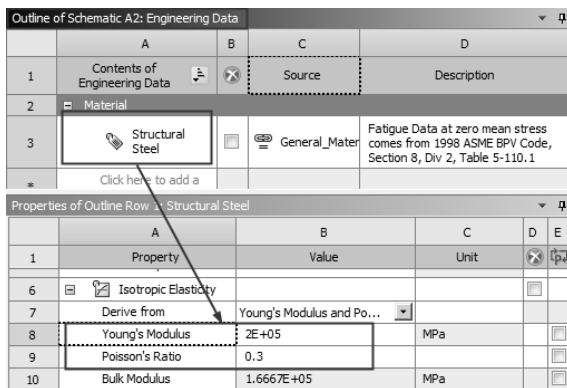 Outline of Schematic A2: Engineering Data
A B C D
1 Contents of Engineering Data Source Description
2 Material
3 Structural Steel General_Mater Fatigue Data at zero mean stress comes from 1998 ASME BPV Code, Section 8, Div 2, Table 5-110.1
* Click here to add a
Properties of Outline Row 1: Structural Steel
A B C D E
1 Property Value Unit
6 Isotropic Elasticity
7 Derive from Young's Modulus and Po...
8 Young's Modulus 2E+05 MPa
9 Poisson's Ratio 0.3
10 Bulk Modulus 1.6667E+05 MPa